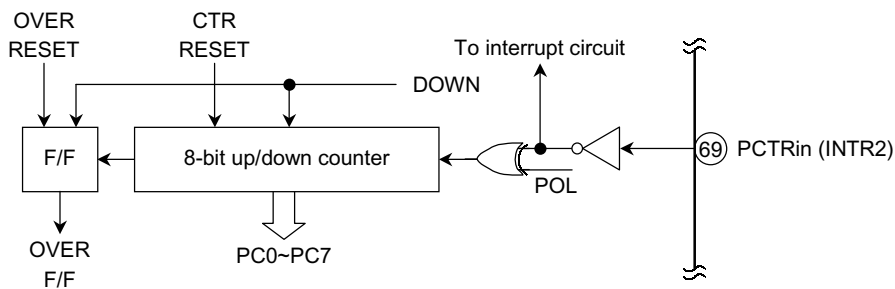 OVER
RESET
CTR
RESET
To interrupt circuit
DOWN
F/F
8-bit up/down counter
POL
69
PCTRin (INTR2)
OVER
F/F
PC0~PC7